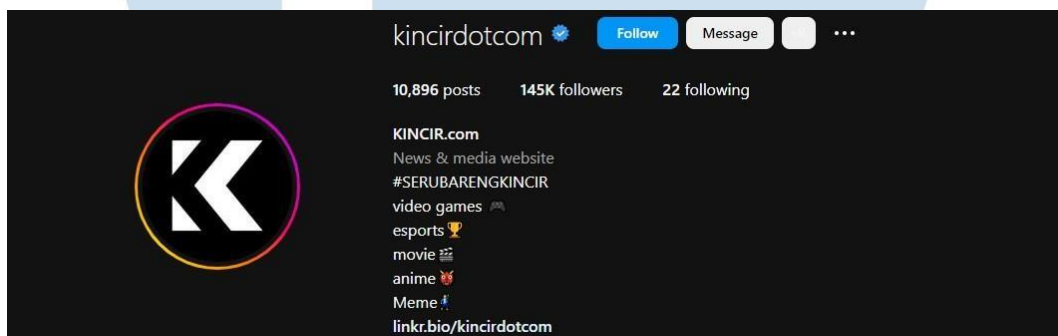 kincirdotcom
Follow
Message
10,896 posts 145K followers 22 following
KINCIR.com
News & media website
#SERUBARENGKINCIR
video games 🎮
esports🏆
movie 🎬
anime 👹
Meme🕺
linkr.bio/kincirdotcom